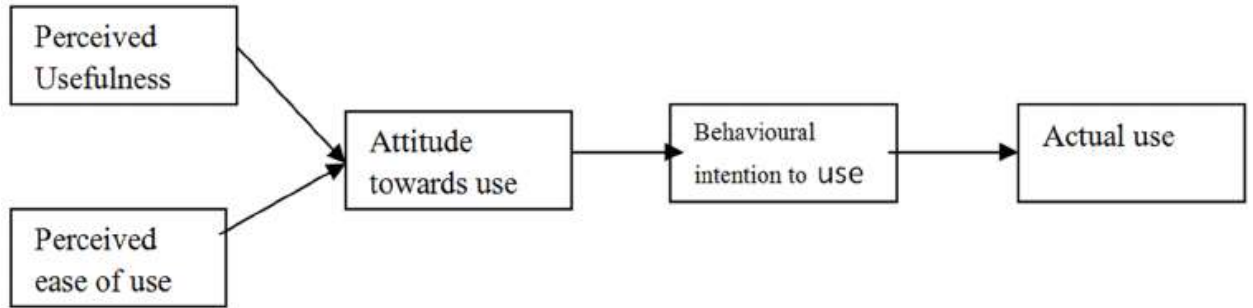 Perceived
Usefulness
Attitude
towards use
Behavioural
intention to use
Actual use
Perceived
ease of use